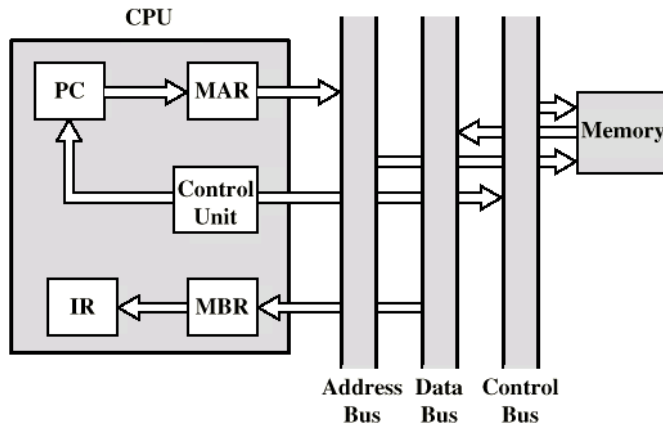 CPU
PC
MAR
Memory
Control
Unit
IR
MBR
Address Data Control
Bus Bus Bus